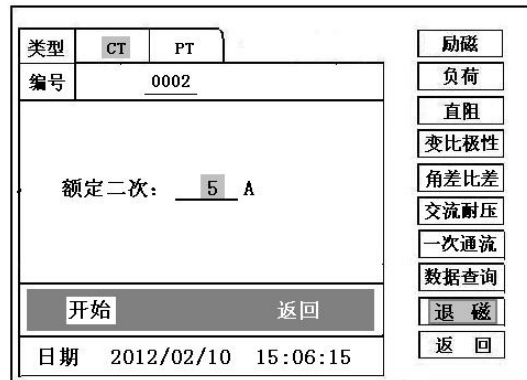 类型 CT PT
编号 0002
额定二次: 5 A
开始 返回
日期 2012/02/10 15:06:15
励磁
负荷
直阻
变比极性
角差比差
交流耐压
一次通流
数据查询
退 磁
返 回